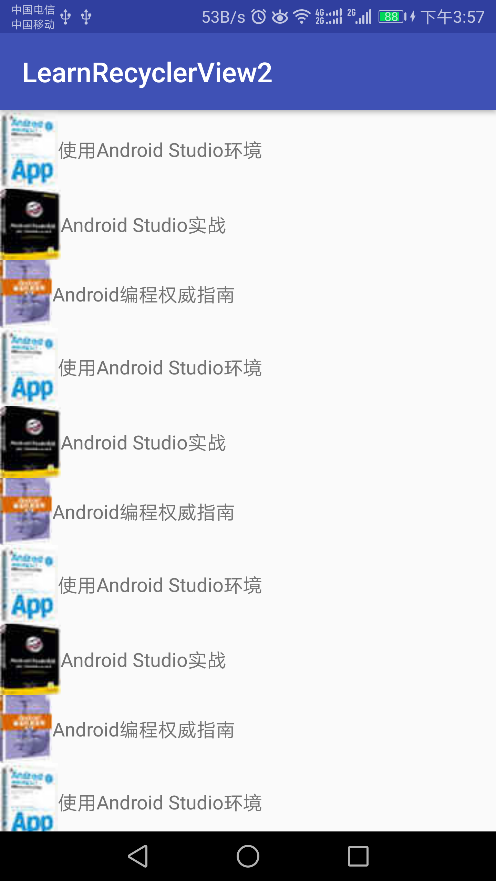 中国电信
中国移动
53B/s 4G 2G 2G 88 下午3:57
LearnRecyclerView2
Android
App
使用Android Studio环境
Android Studio实战
Android编程权威指南
Android
App
使用Android Studio环境
Android Studio实战
Android编程权威指南
Android
App
使用Android Studio环境
Android Studio实战
Android编程权威指南
Android
App
使用Android Studio环境